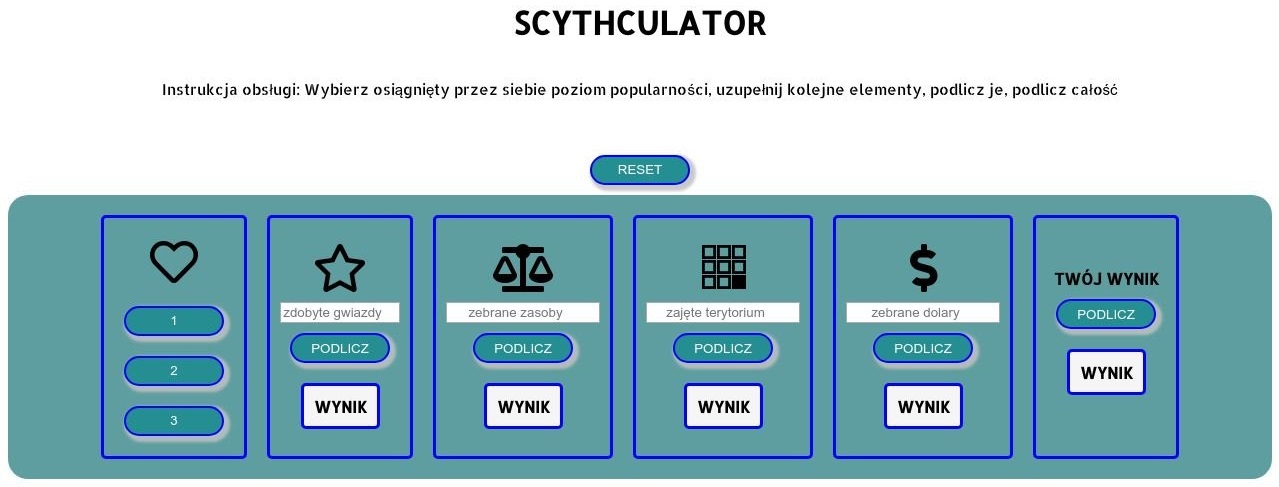 SCYTHCULATOR
Instrukcja obsługi: Wybierz osiągnięty przez siebie poziom popularności, uzupełnij kolejne elementy, podlicz je, podlicz całość
RESET
1
2
3
zdobyte gwiazdy
PODLICZ
WYNIK
zebrane zasoby
PODLICZ
WYNIK
zajęte terytorium
PODLICZ
WYNIK
zebrane dolary
PODLICZ
WYNIK
TWÓJ WYNIK
PODLICZ
WYNIK